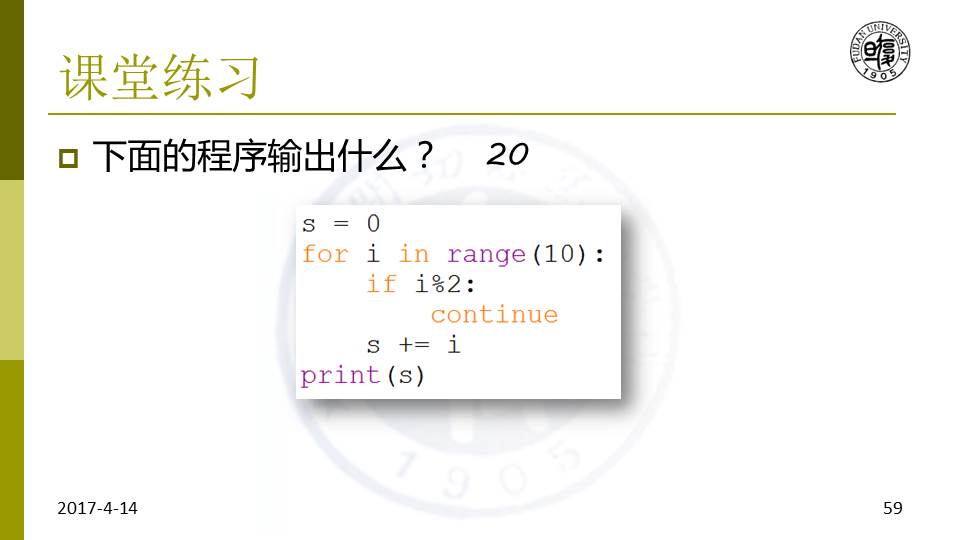 课堂练习
FUDAN UNIVERSITY
1905
下面的程序输出什么？ 20
s = 0
for i in range(10):
    if i%2:
        continue
    s += i
print(s)
1905
2017-4-14
59